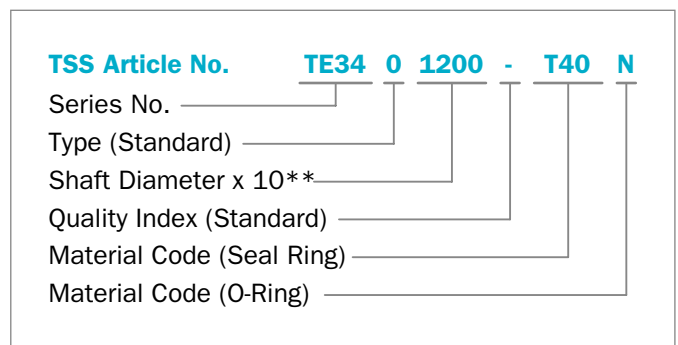 TSS Article No. TE34 0 1200 - T40 N
Series No.
Type (Standard)
Shaft Diameter x 10**
Quality Index (Standard)
Material Code (Seal Ring)
Material Code (O-Ring)